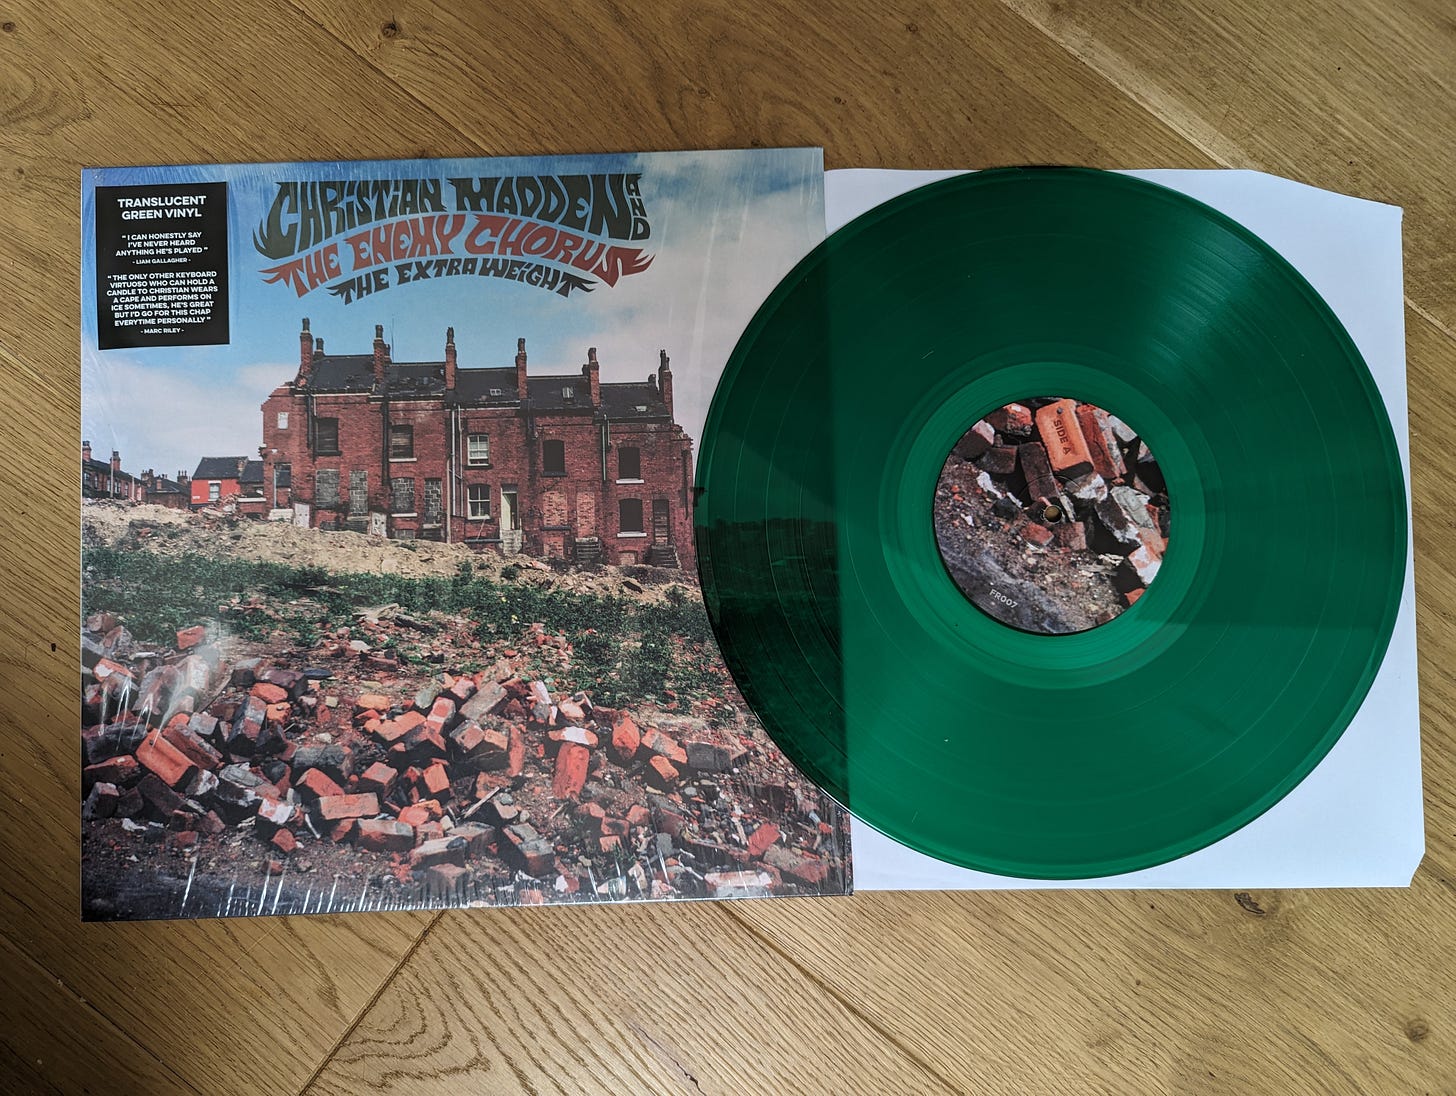 TRANSLUCENT
GREEN VINYL
"I CAN HONESTLY SAY
I'VE NEVER HEARD
ANYTHING HE'S PLAYED"
- LIAM GALLAGHER -
"THE ONLY OTHER KEYBOARD
VIRTUOSO WHO CAN HOLD A
CANDLE TO CHRISTIAN WEARS
A CAPE AND PERFORMS ON
ICE SOMETIMES, HE'S GREAT
BUT I'D GO FOR THIS CHAP
EVERYTIME PERSONALLY"
- MARC RILEY -
CHRISTIAN MADDEN AND
THE ENEMY CHORUS
THE EXTRA WEIGHT
SIDE A
FR007